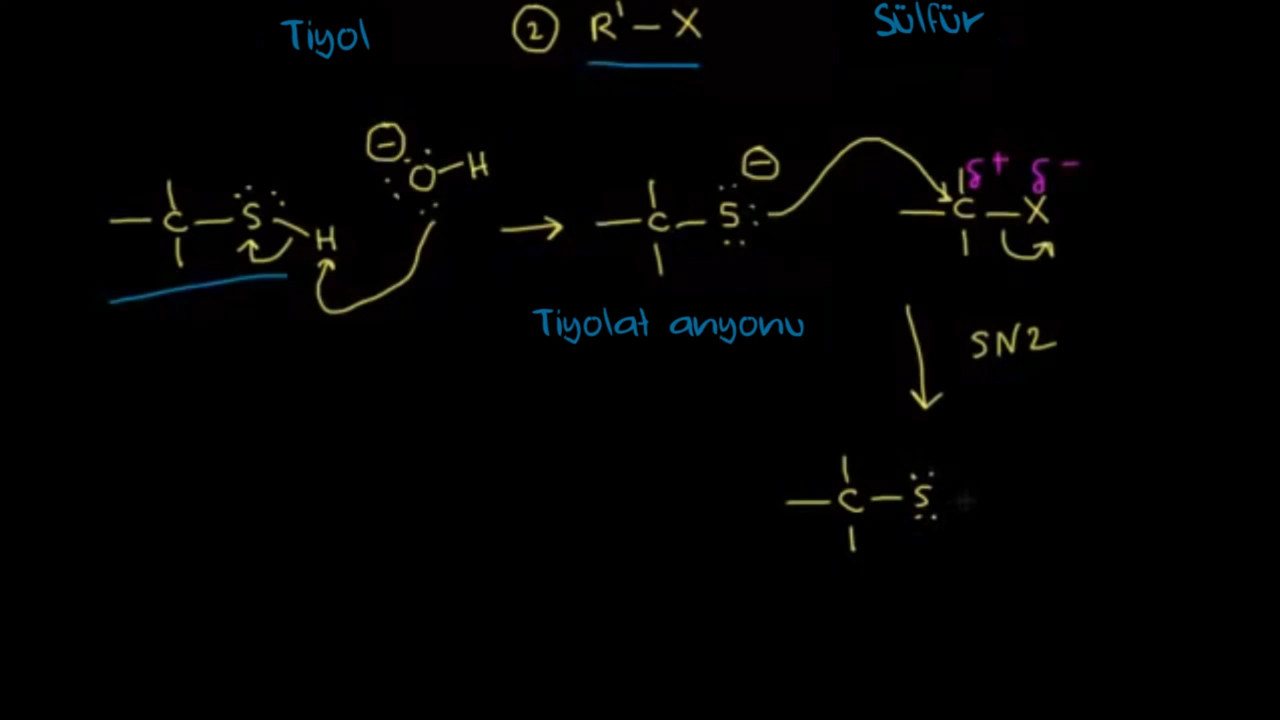 Tiyol ② R' — X Sülfür
— C — S — H ⊖ O — H → — C — S ⊖ — C — X δ+ δ−
Tiyolat anyonu
SN2
— C — S